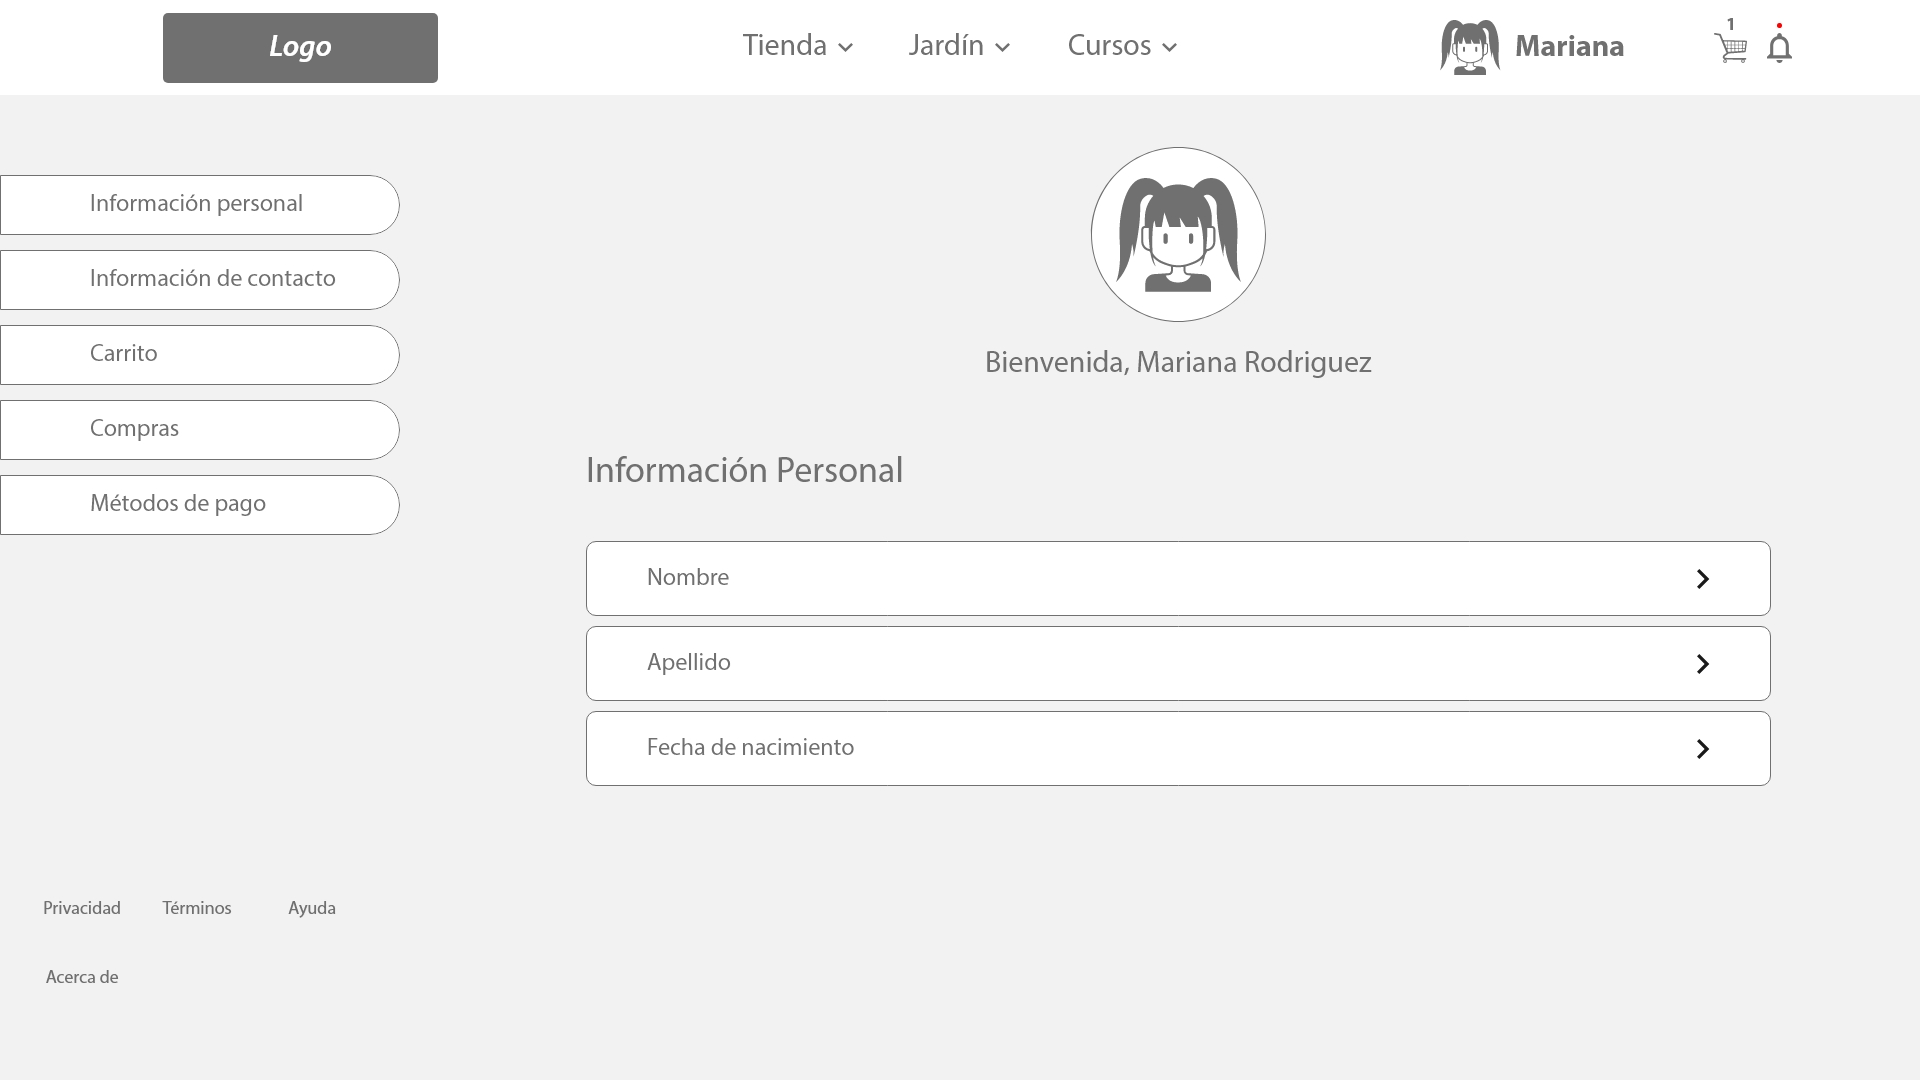 Logo
Tienda
Jardín
Cursos
Mariana
1
Información personal
Información de contacto
Carrito
Compras
Métodos de pago
Bienvenida, Mariana Rodriguez
Información Personal
Nombre
Apellido
Fecha de nacimiento
Privacidad
Términos
Ayuda
Acerca de